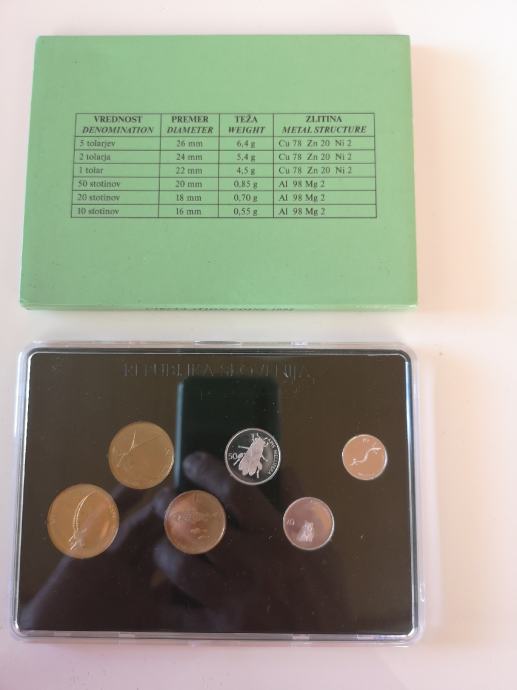 VREDNOST PREMER TEŽA ZLITINA
DENOMINATION DIAMETER WEIGHT METAL STRUCTURE
5 tolarjev 26 mm 6,4 g Cu 78 Zn 20 Ni 2
2 tolarja 24 mm 5,4 g Cu 78 Zn 20 Ni 2
1 tolar 22 mm 4,5 g Cu 78 Zn 20 Ni 2
50 stotinov 20 mm 0,85 g Al 98 Mg 2
20 stotinov 18 mm 0,70 g Al 98 Mg 2
10 stotinov 16 mm 0,55 g Al 98 Mg 2
REPUBLIKA SLOVENIJA
50